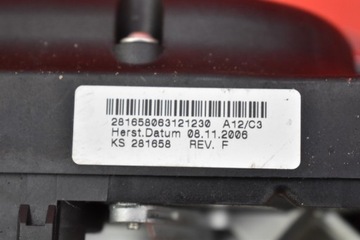 281658063121230 A12/C3
Herst.Datum 08.11.2006
KS 281658 REV. F